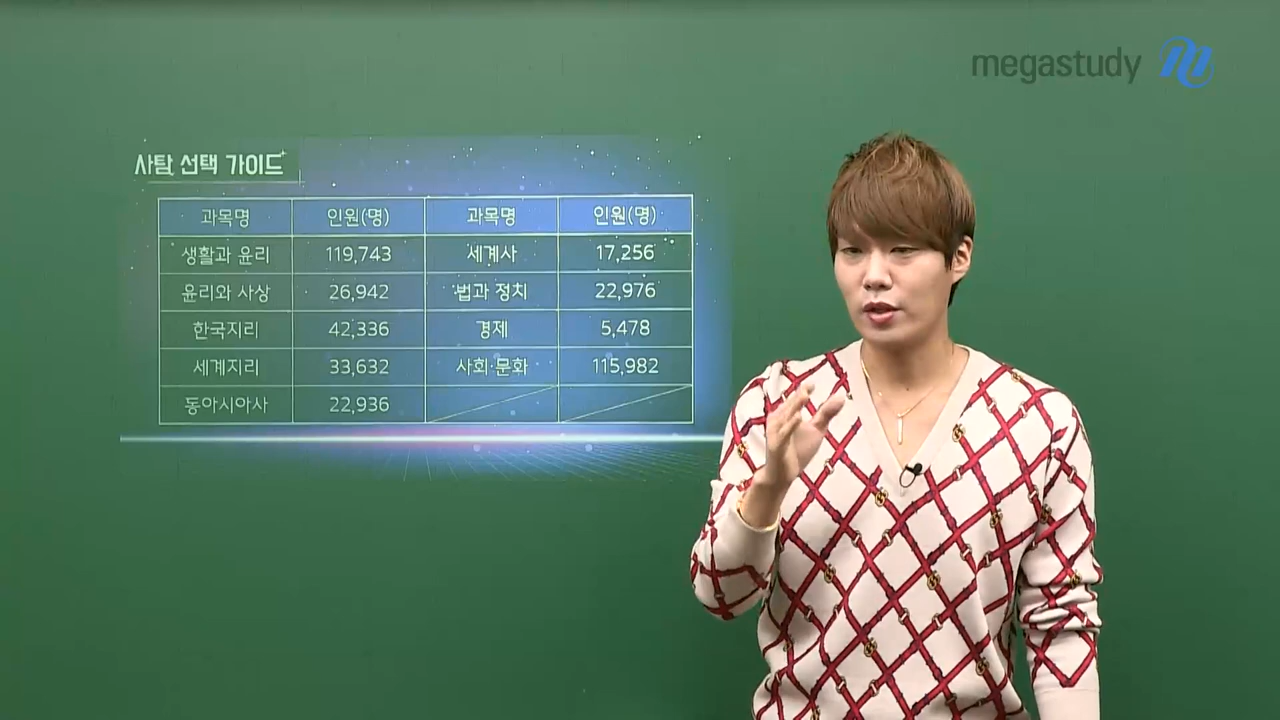 megastudy
사탐 선택 가이드
과목명 인원(명) 과목명 인원(명)
생활과 윤리 119,743 세계사 17,256
윤리와 사상 26,942 법과 정치 22,976
한국지리 42,336 경제 5,478
세계지리 33,632 사회·문화 115,982
동아시아사 22,936